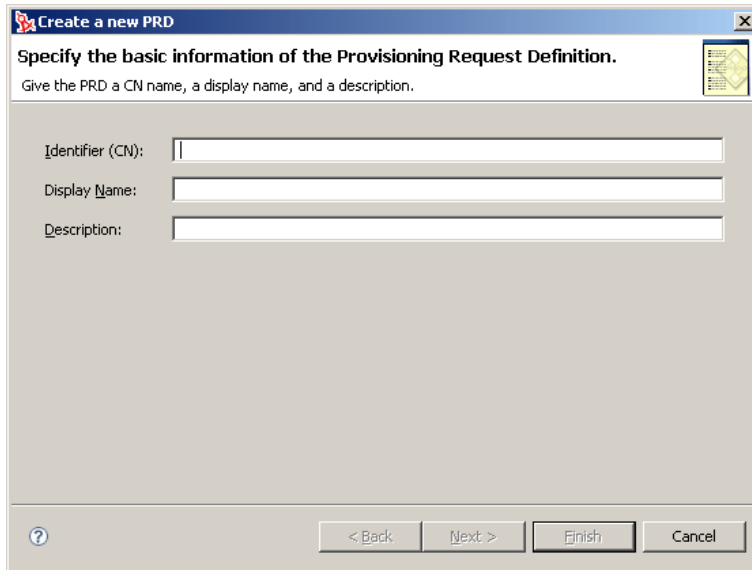 Create a new PRD
Specify the basic information of the Provisioning Request Definition.
Give the PRD a CN name, a display name, and a description.
Identifier (CN):
Display Name:
Description:
< Back
Next >
Finish
Cancel